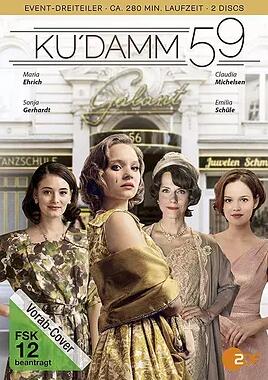 EVENT-DREITEILER · CA. 280 MIN. LAUFZEIT · 2 DISCS
KU'DAMM 59
Maria
Ehrich
Claudia
Michelsen
Sonja
Gerhardt
Emilia
Schüle
Galant
56
TANZSCHULE
Juwelen Schm
Vorab-Cover
FSK
12
beantragt
ZDF